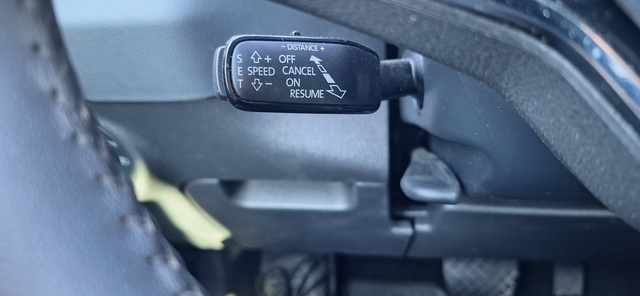 - DISTANCE +
S + OFF
E SPEED CANCEL
T - ON
RESUME